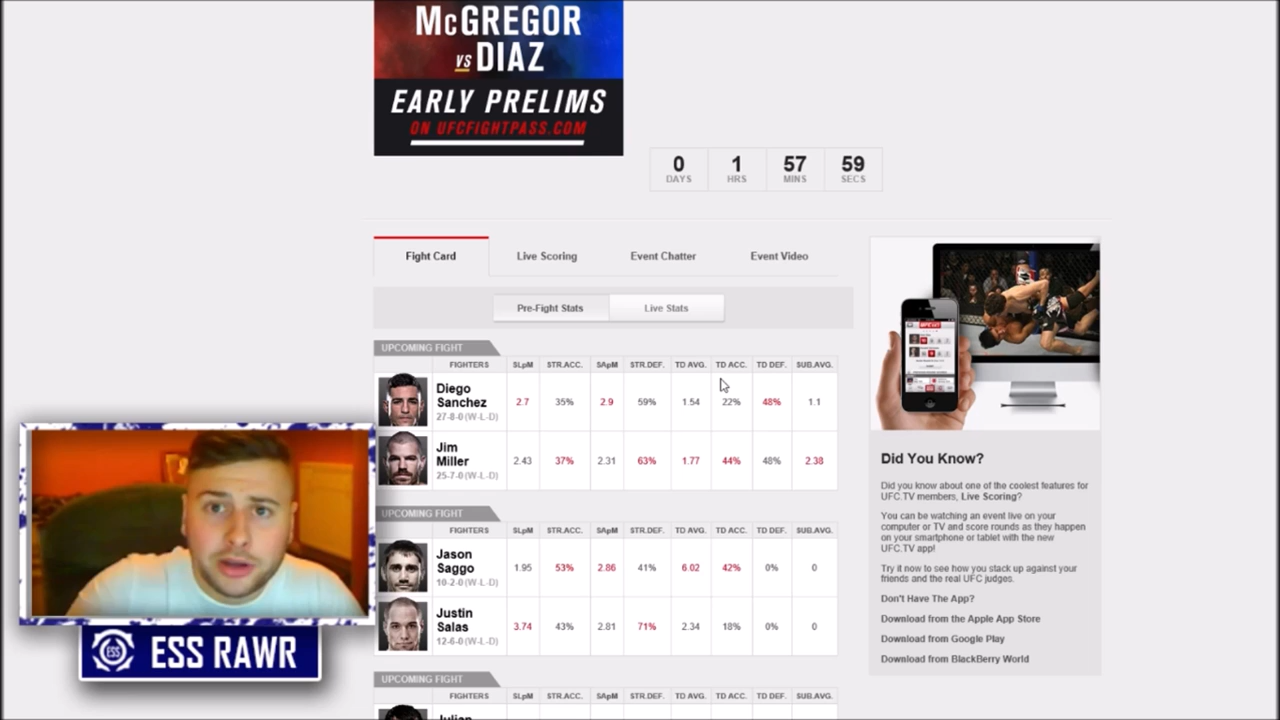 McGREGOR
VS DIAZ
EARLY PRELIMS
ON UFCFIGHTPASS.COM
0 1 57 59
DAYS HRS MINS SECS
Fight Card Live Scoring Event Chatter Event Video
Pre-Fight Stats Live Stats
UPCOMING FIGHT
FIGHTERS SLpM STR.ACC. SApM STR.DEF. TD AVG. TD ACC. TD DEF. SUB.AVG.
Diego
Sanchez 2.7 35% 2.9 59% 1.54 22% 48% 1.1
27-8-0 (W-L-D)
Jim
Miller 2.43 37% 2.31 63% 1.77 44% 48% 2.38
25-7-0 (W-L-D)
UPCOMING FIGHT
FIGHTERS SLpM STR.ACC. SApM STR.DEF. TD AVG. TD ACC. TD DEF. SUB.AVG.
Jason
Saggo 1.95 53% 2.86 41% 6.02 42% 0% 0
10-2-0 (W-L-D)
Justin
Salas 3.74 43% 2.81 71% 2.34 18% 0% 0
12-6-0 (W-L-D)
UPCOMING FIGHT
FIGHTERS SLpM STR.ACC. SApM STR.DEF. TD AVG. TD ACC. TD DEF. SUB.AVG.
Julian
Did You Know?
Did you know about one of the coolest features for
UFC.TV members, Live Scoring?
You can be watching an event live on your
computer or TV and score rounds as they happen
on your smartphone or tablet with the new
UFC.TV app!
Try it now to see how you stack up against your
friends and the real UFC judges.
Don't Have The App?
Download from the Apple App Store
Download from Google Play
Download from BlackBerry World
ESS ESS RAWR